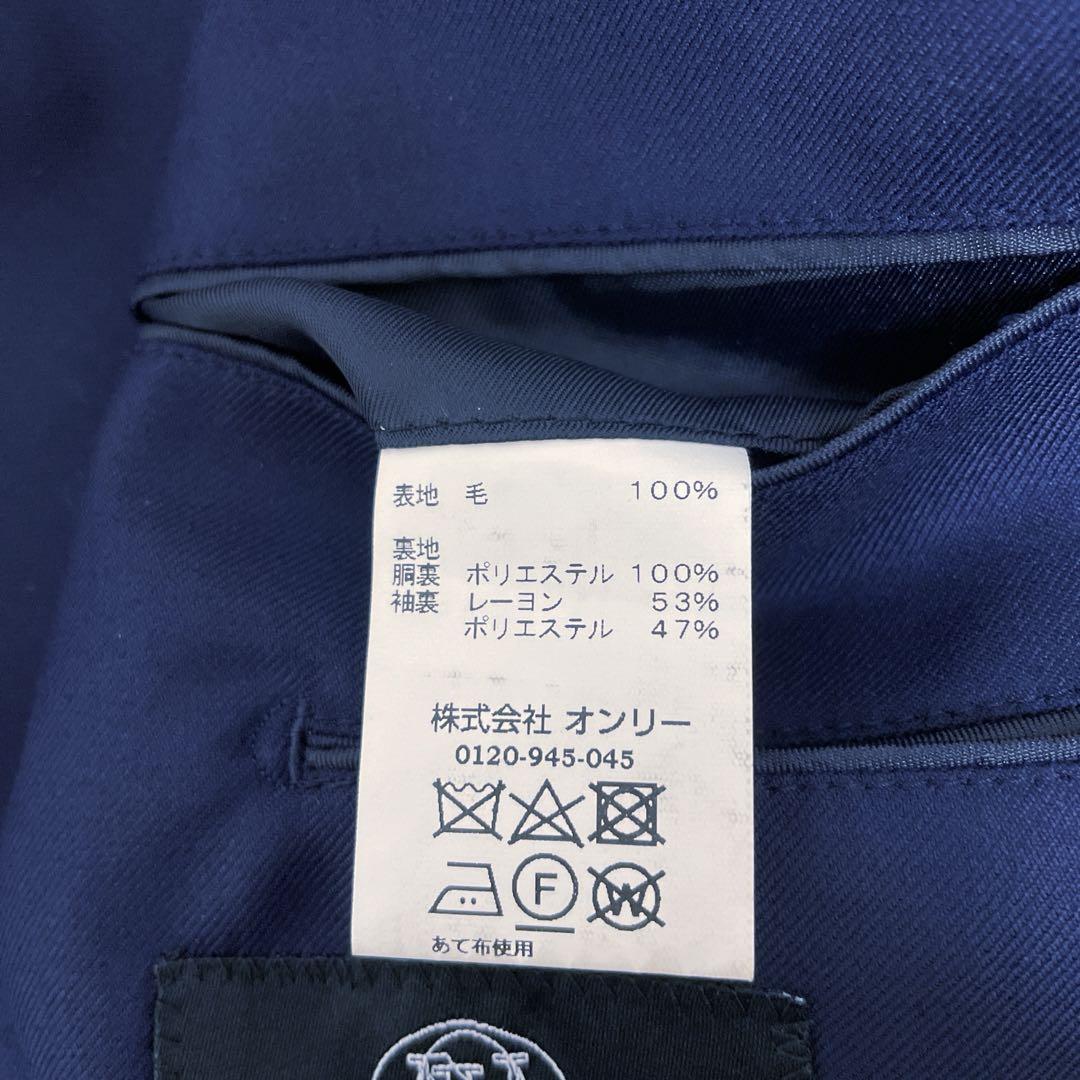 表地 毛 100%
裏地
胴裏 ポリエステル 100%
袖裏 レーヨン 53%
ポリエステル 47%
株式会社 オンリー
0120-945-045
F W
あて布使用